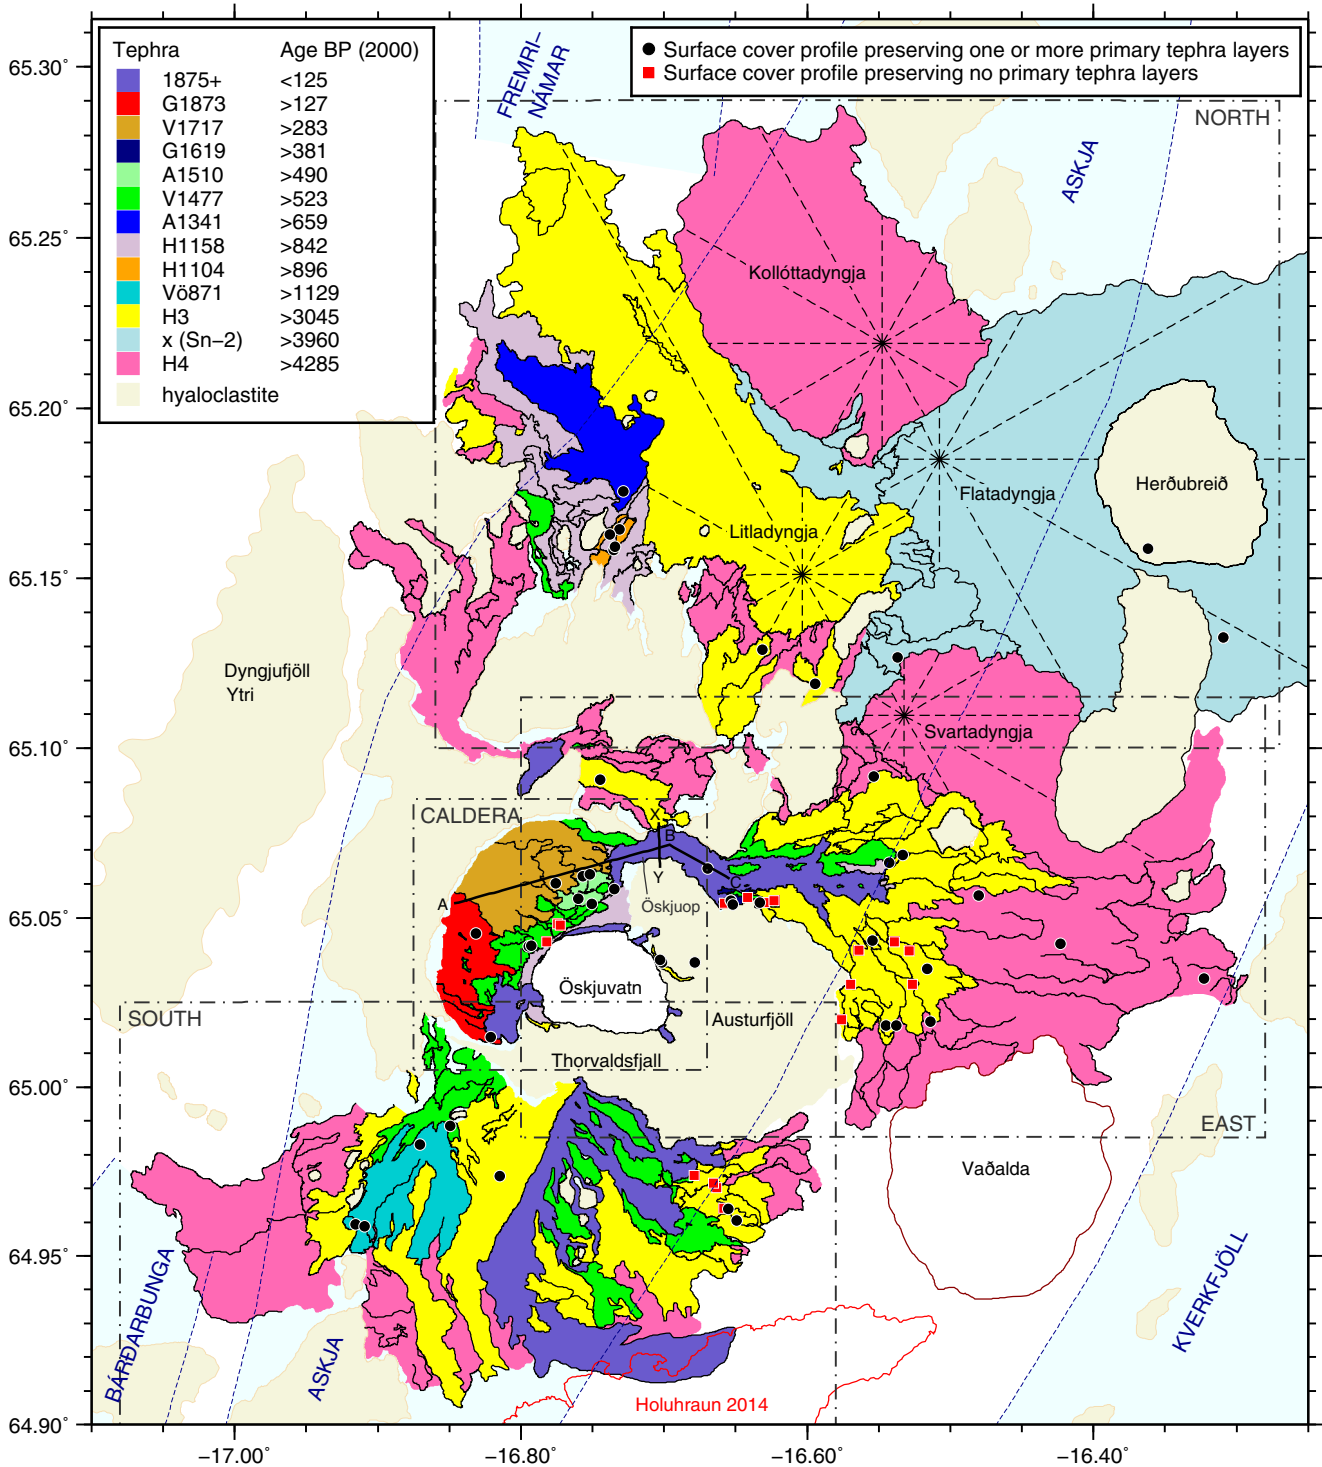 Tephra Age BP (2000)
1875+ <125
G1873 >127
V1717 >283
G1619 >381
A1510 >490
V1477 >523
A1341 >659
H1158 >842
H1104 >896
Vö871 >1129
H3 >3045
x (Sn−2) >3960
H4 >4285
hyaloclastite
Surface cover profile preserving one or more primary tephra layers
Surface cover profile preserving no primary tephra layers
FREMRI−
NÁMAR
NORTH
ASKJA
Kollóttadyngja
Flatadyngja
Herðubreið
Litladyngja
Dyngjufjöll
Ytri
Svartadyngja
CALDERA
X
B
Y
C
A
Öskjuop
Öskjuvatn
SOUTH
Austurfjöll
Thorvaldsfjall
EAST
Vaðalda
BÁRÐARBUNGA
ASKJA
KVERKFJÖLL
Holuhraun 2014
65.30˚
65.25˚
65.20˚
65.15˚
65.10˚
65.05˚
65.00˚
64.95˚
64.90˚
−17.00˚ −16.80˚ −16.60˚ −16.40˚